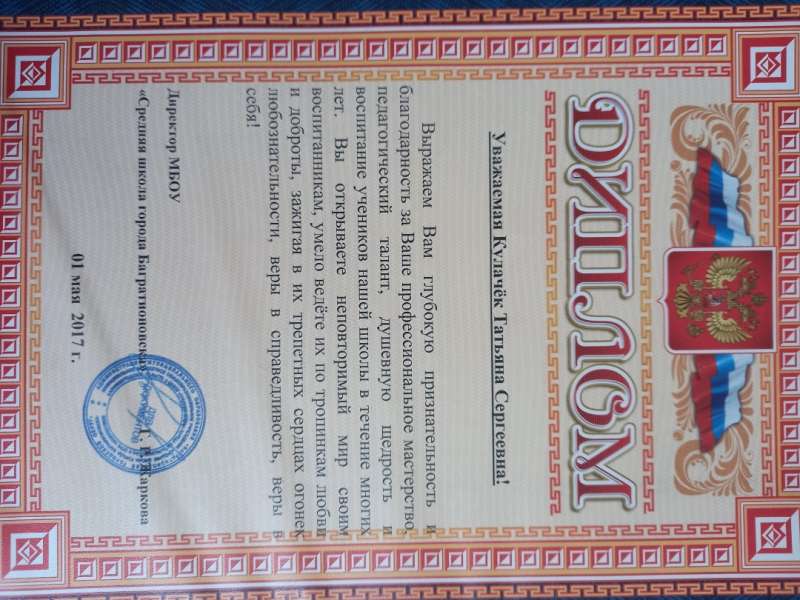 ДИПЛОМ
Уважаемая Кулачёк Татьяна Сергеевна!
Выражаем Вам глубокую признательность и
благодарность за Ваше профессиональное мастерство,
педагогический талант, душевную щедрость и
воспитание учеников нашей школы в течение многих
лет. Вы открываете неповторимый мир своим
воспитанникам, умело ведёте их по тропинкам любви
и доброты, зажигая в их трепетных сердцах огонек
любознательности, веры в справедливость, веры в
себя!
Директор МБОУ
«Средняя школа города Багратионовска» Жаркова
01 мая 2017 г.